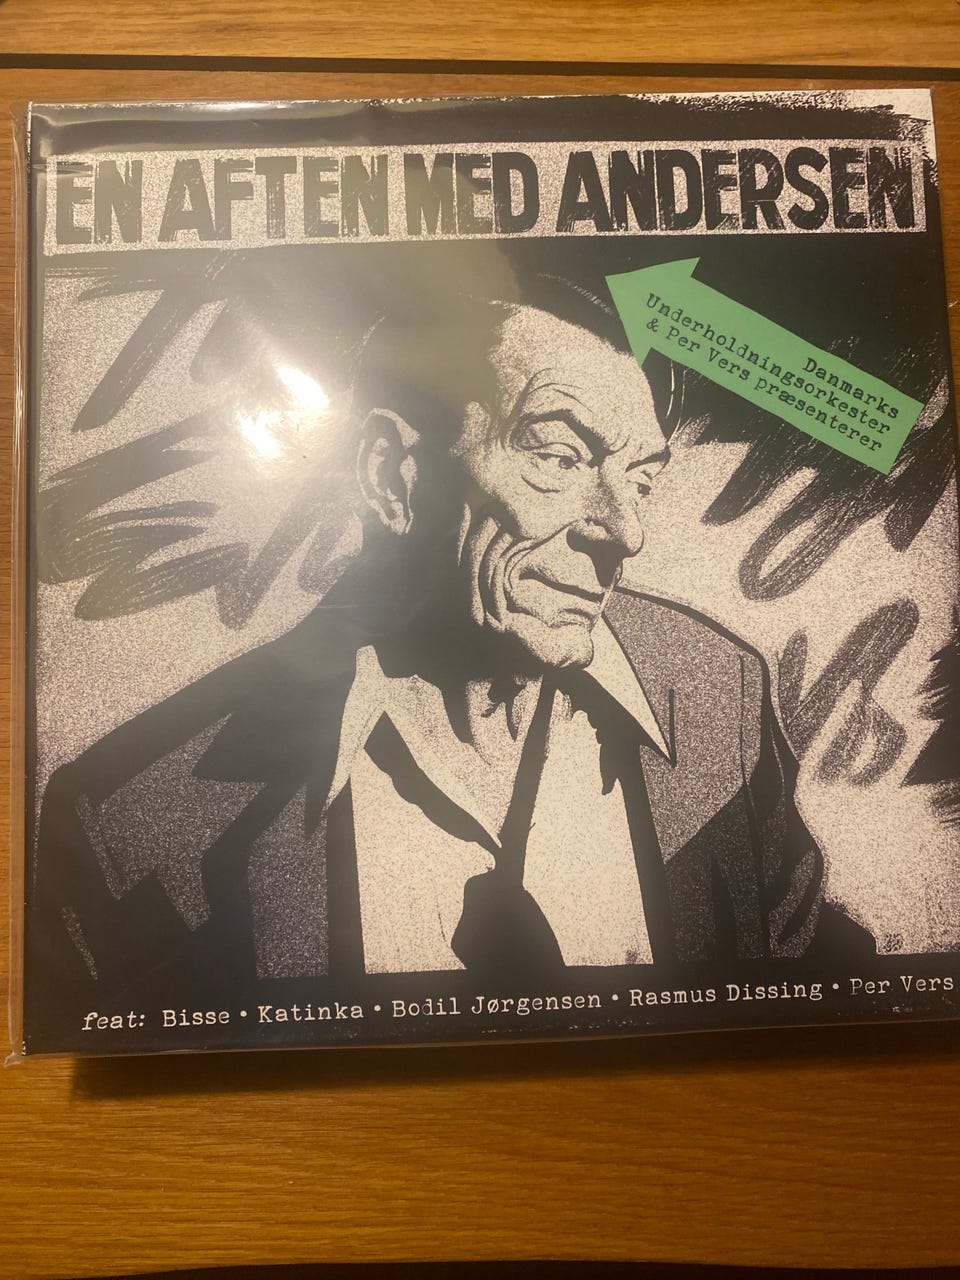 EN AFTEN MED ANDERSEN
Danmarks
Underholdningsorkester
& Per Vers præsenterer
feat: Bisse • Katinka • Bodil Jørgensen • Rasmus Dissing • Per Vers